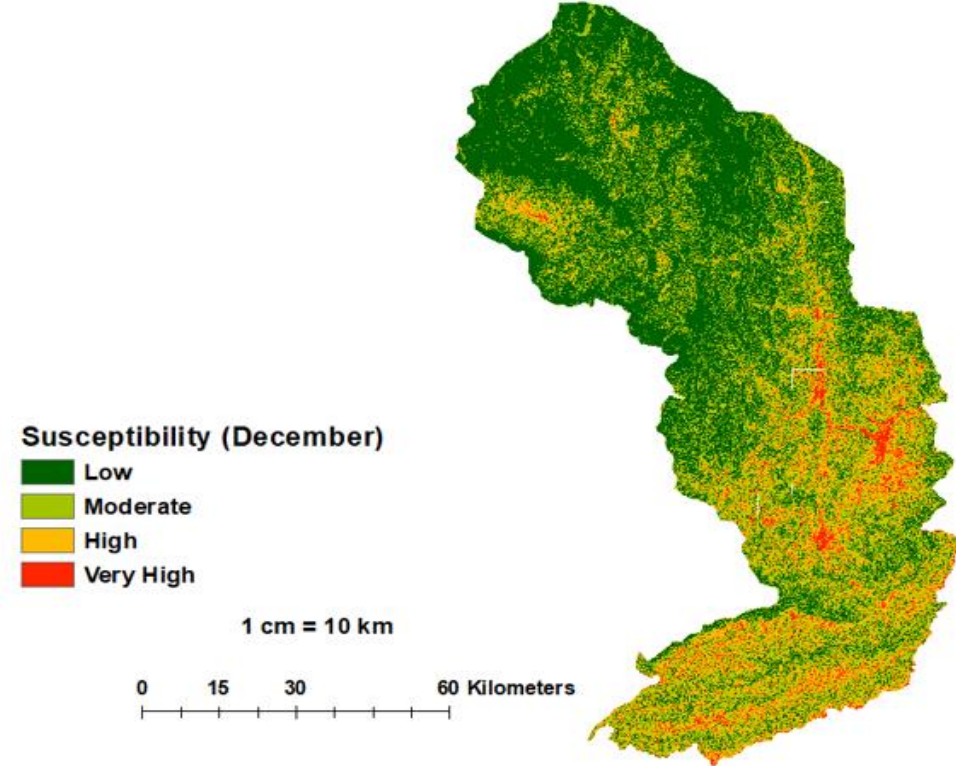 Susceptibility (December)
Low
Moderate
High
Very High
1 cm = 10 km
0 15 30 60 Kilometers